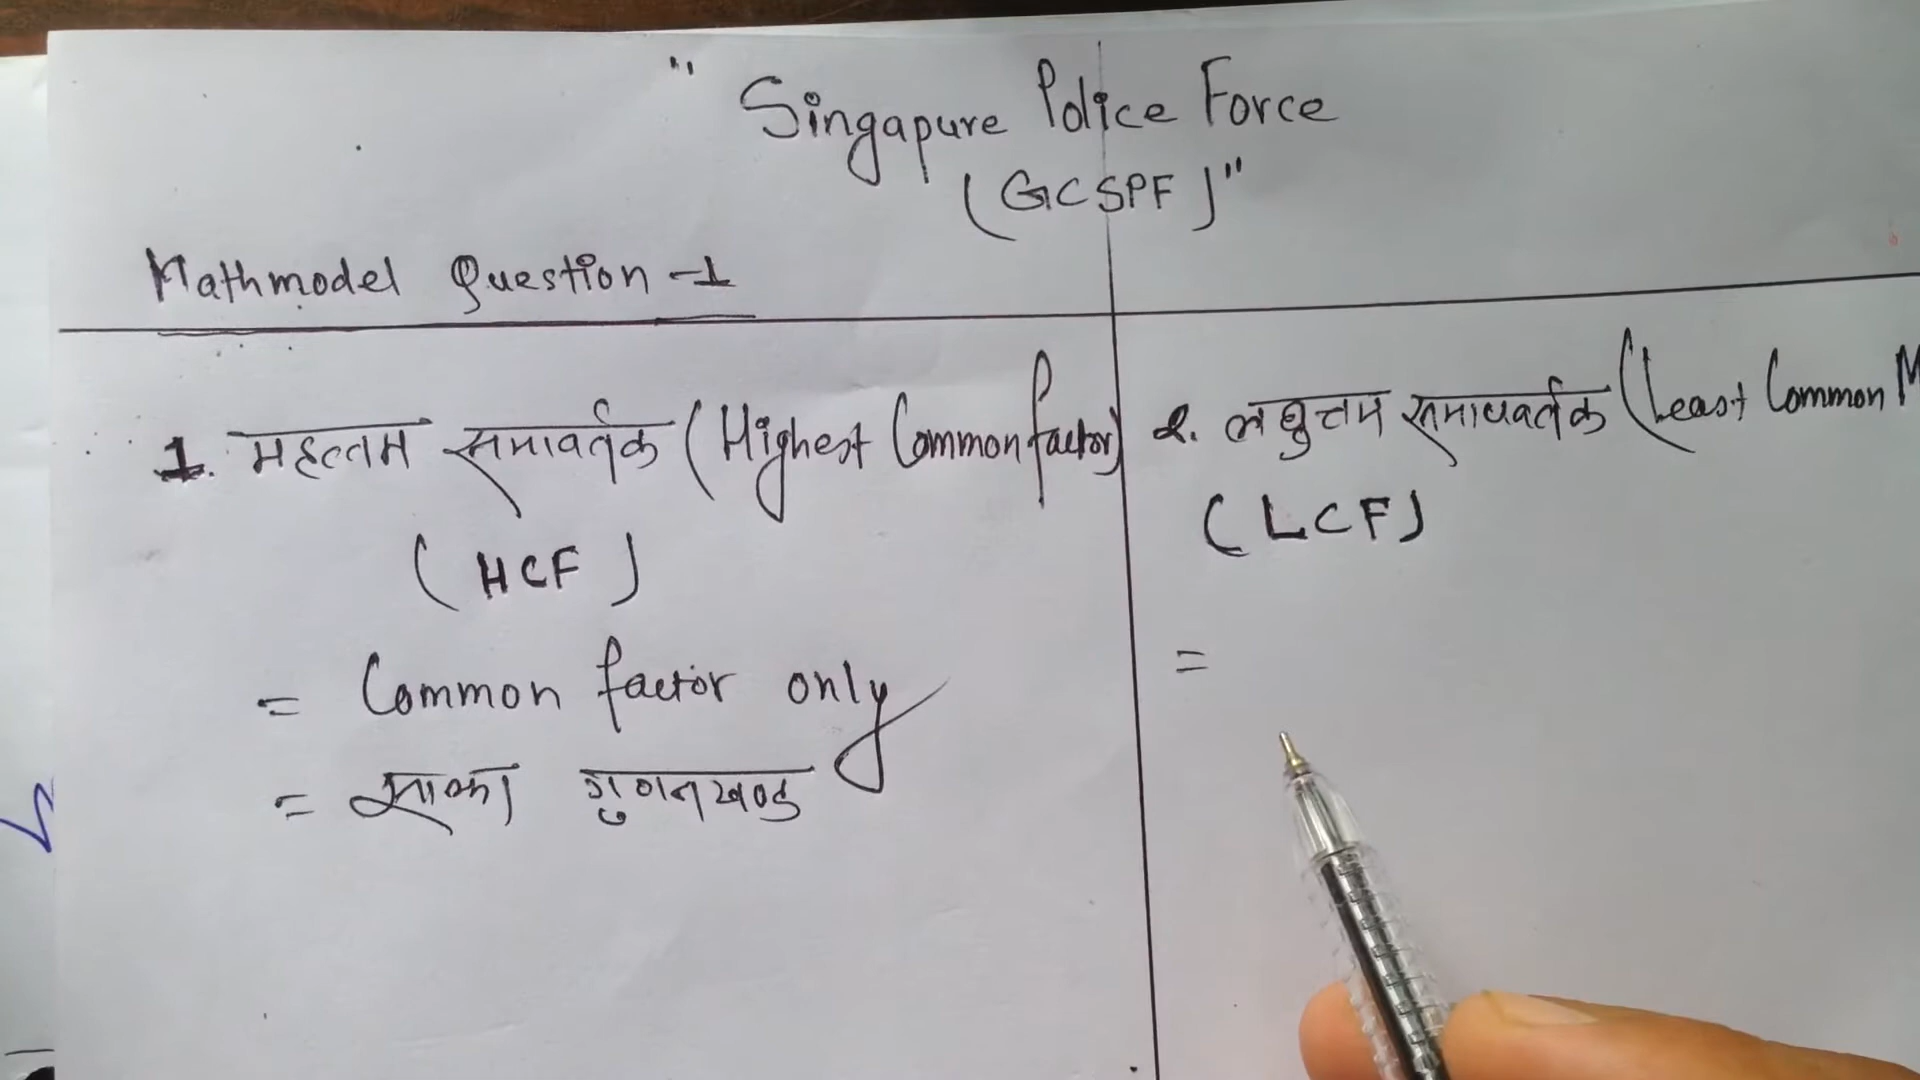 "Singapure Police Force
(GCSPF)"
Mathmodel Question -1
1. महत्तम समावर्तक (Highest Common factor)
(HCF)
= Common factor only
= साझा गुणनखण्ड
2. लघुत्तम समापवर्तक (Least Common M
(LCF)
=